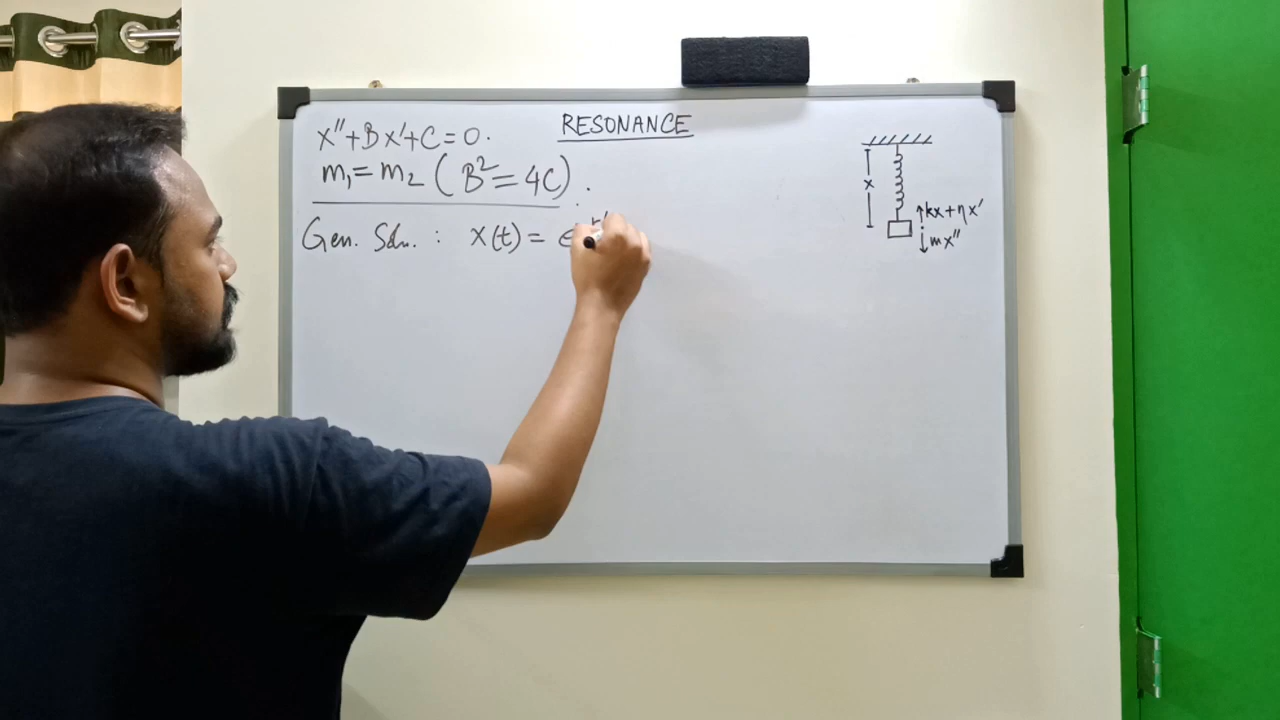 RESONANCE
x''+Bx'+C=0.
m₁=m₂ (B²=4C).
Gen. Soln. : x(t)= e
x
↑kx+ηx'
↓mx''